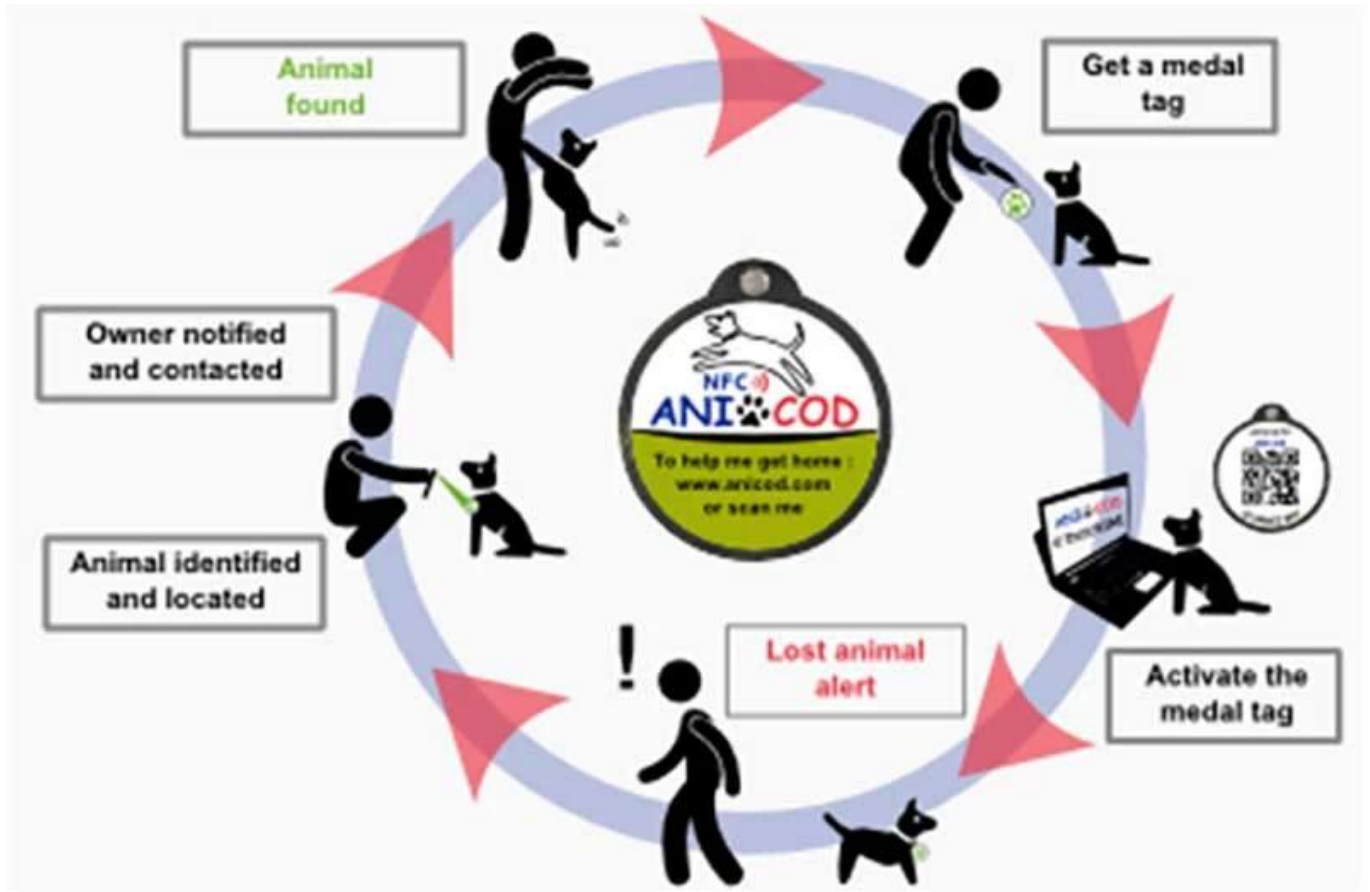 Animal
found
Get a medal
tag
Owner notified
and contacted
NFC
ANI COD
To help me get home :
www.anicod.com
or scan me
Animal identified
and located
Lost animal
alert
!
Activate the
medal tag